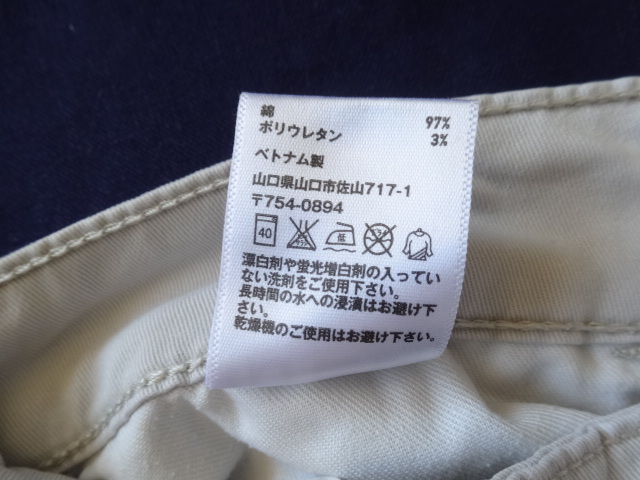 綿 97%
ポリウレタン 3%
ベトナム製
山口県山口市佐山717-1
〒754-0894
40 低
漂白剤や蛍光増白剤の入ってい
ない洗剤をご使用下さい。
長時間の水への浸漬はお避け下
さい。
乾燥機のご使用はお避け下さい。